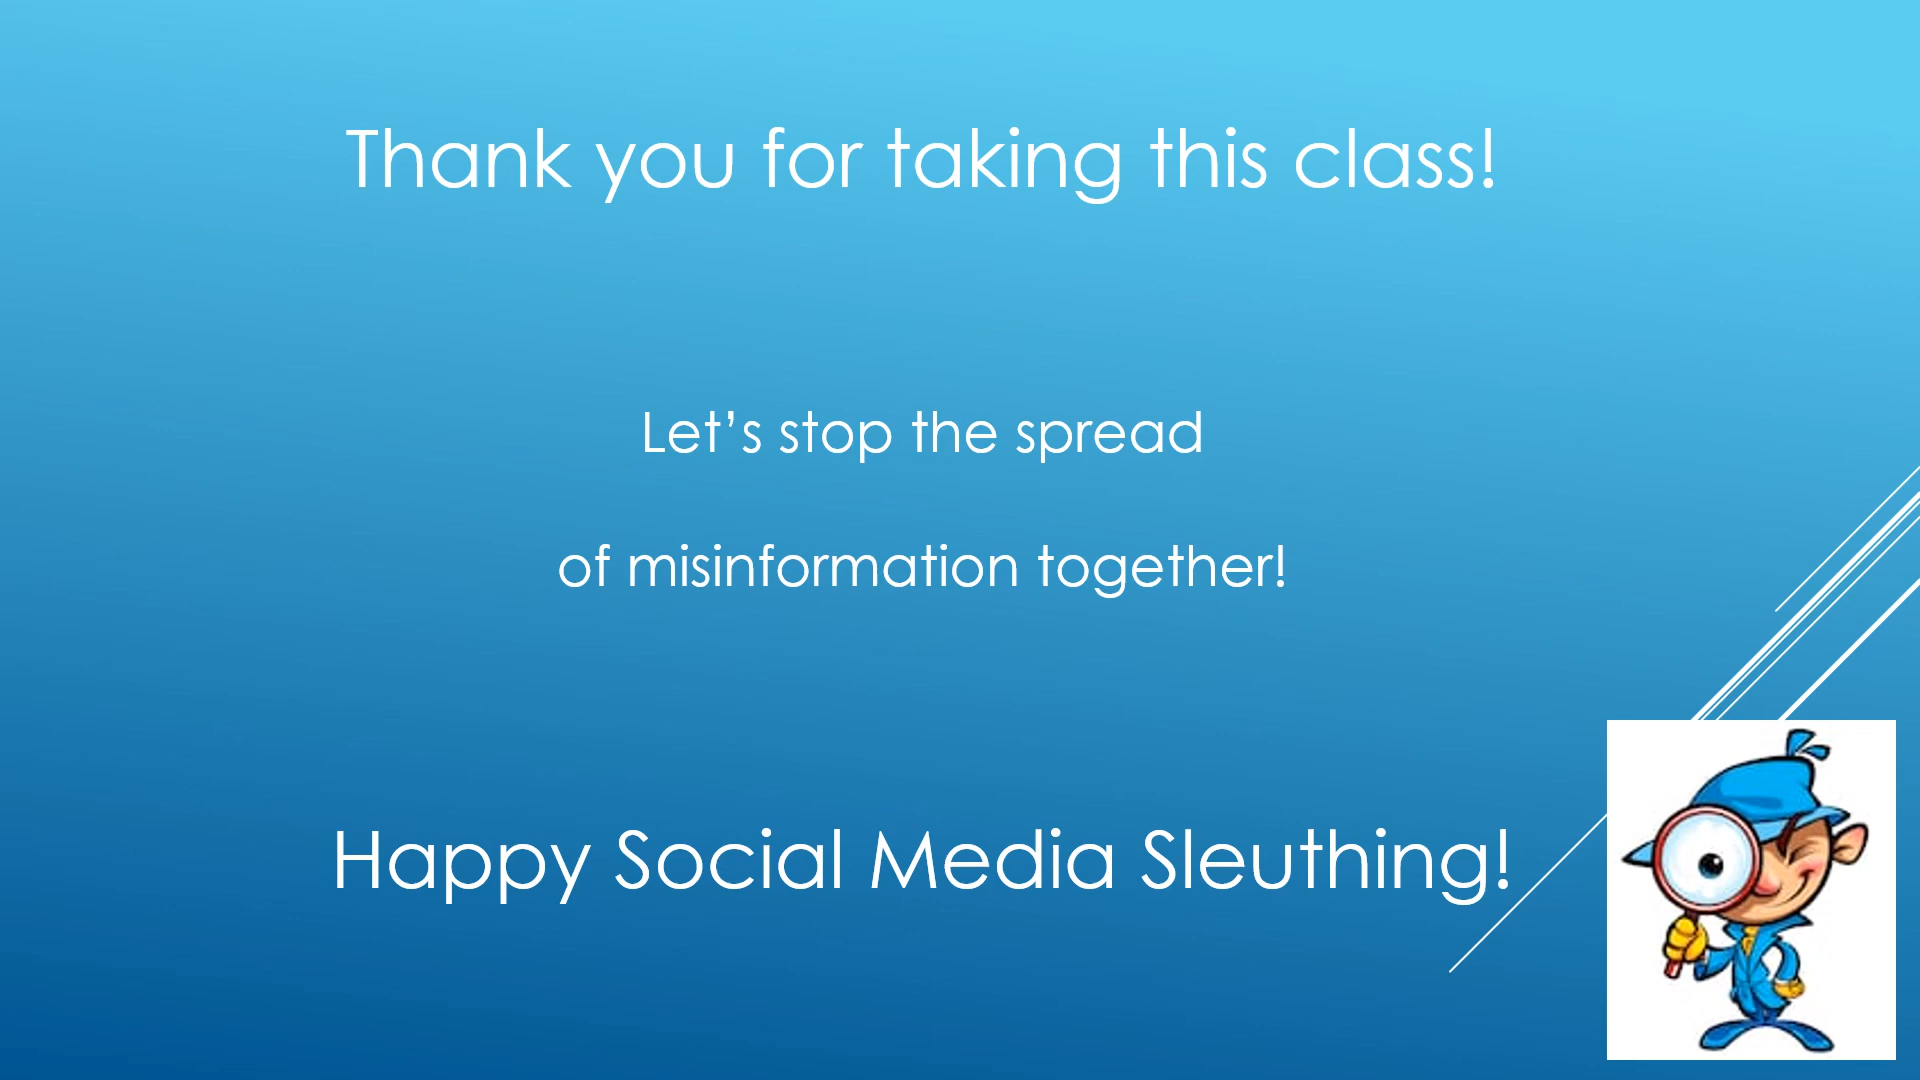 Thank you for taking this class!
Let’s stop the spread
of misinformation together!
Happy Social Media Sleuthing!